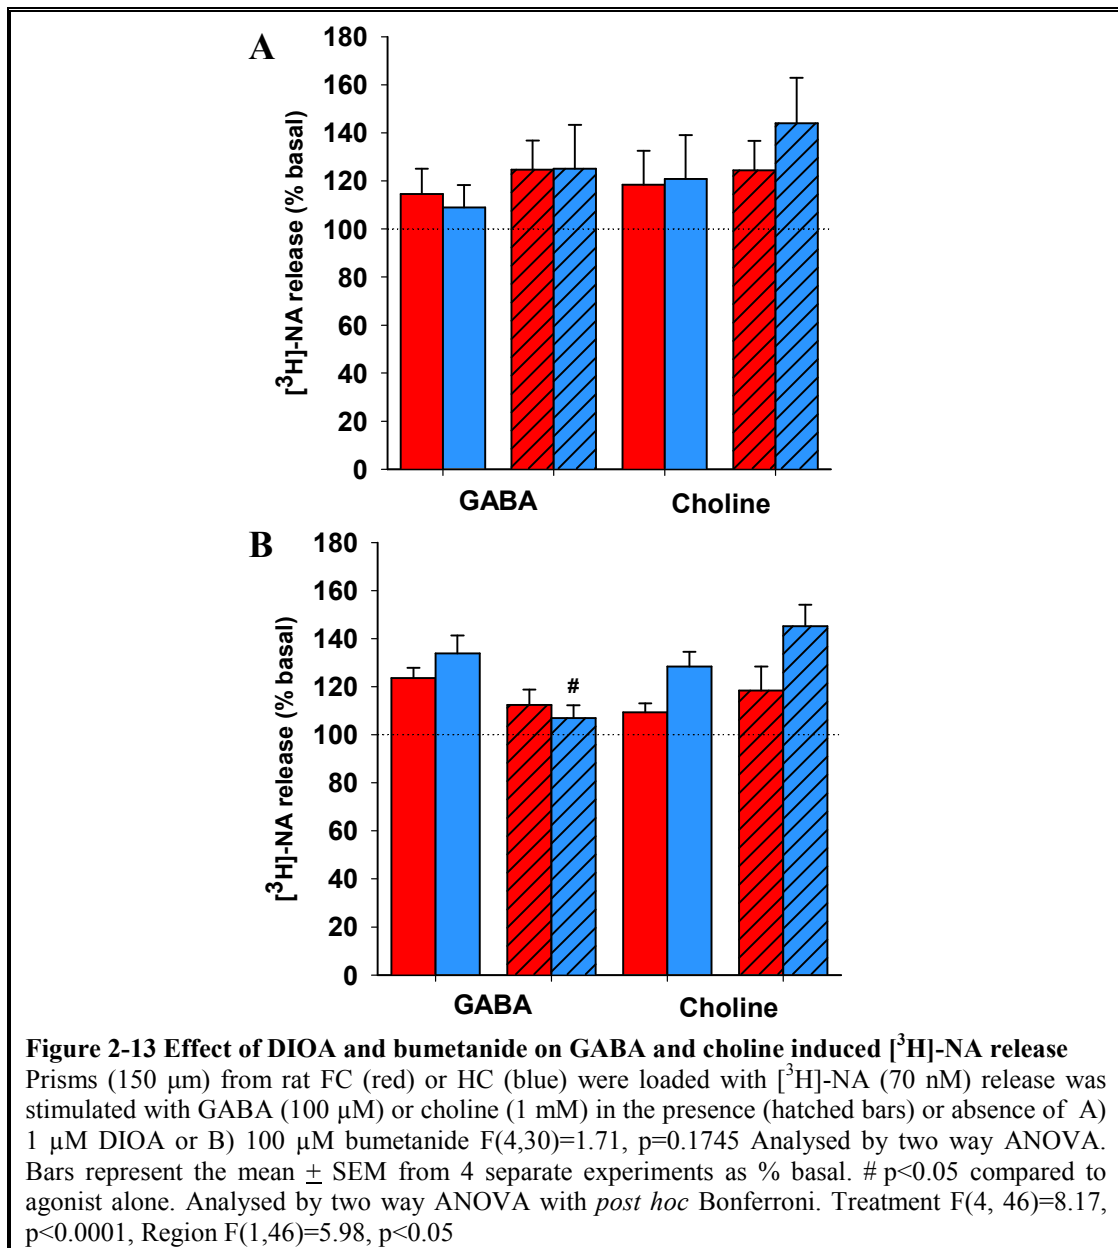 A
180
160
140
120
100
80
60
40
20
0
[³H]-NA release (% basal)
GABA Choline
B
180
160
140
120
100
80
60
40
20
0
[³H]-NA release (% basal)
#
GABA Choline
Figure 2-13 Effect of DIOA and bumetanide on GABA and choline induced [³H]-NA release
Prisms (150 µm) from rat FC (red) or HC (blue) were loaded with [³H]-NA (70 nM) release was
stimulated with GABA (100 µM) or choline (1 mM) in the presence (hatched bars) or absence of A)
1 µM DIOA or B) 100 µM bumetanide F(4,30)=1.71, p=0.1745 Analysed by two way ANOVA.
Bars represent the mean ± SEM from 4 separate experiments as % basal. # p<0.05 compared to
agonist alone. Analysed by two way ANOVA with post hoc Bonferroni. Treatment F(4, 46)=8.17,
p<0.0001, Region F(1,46)=5.98, p<0.05